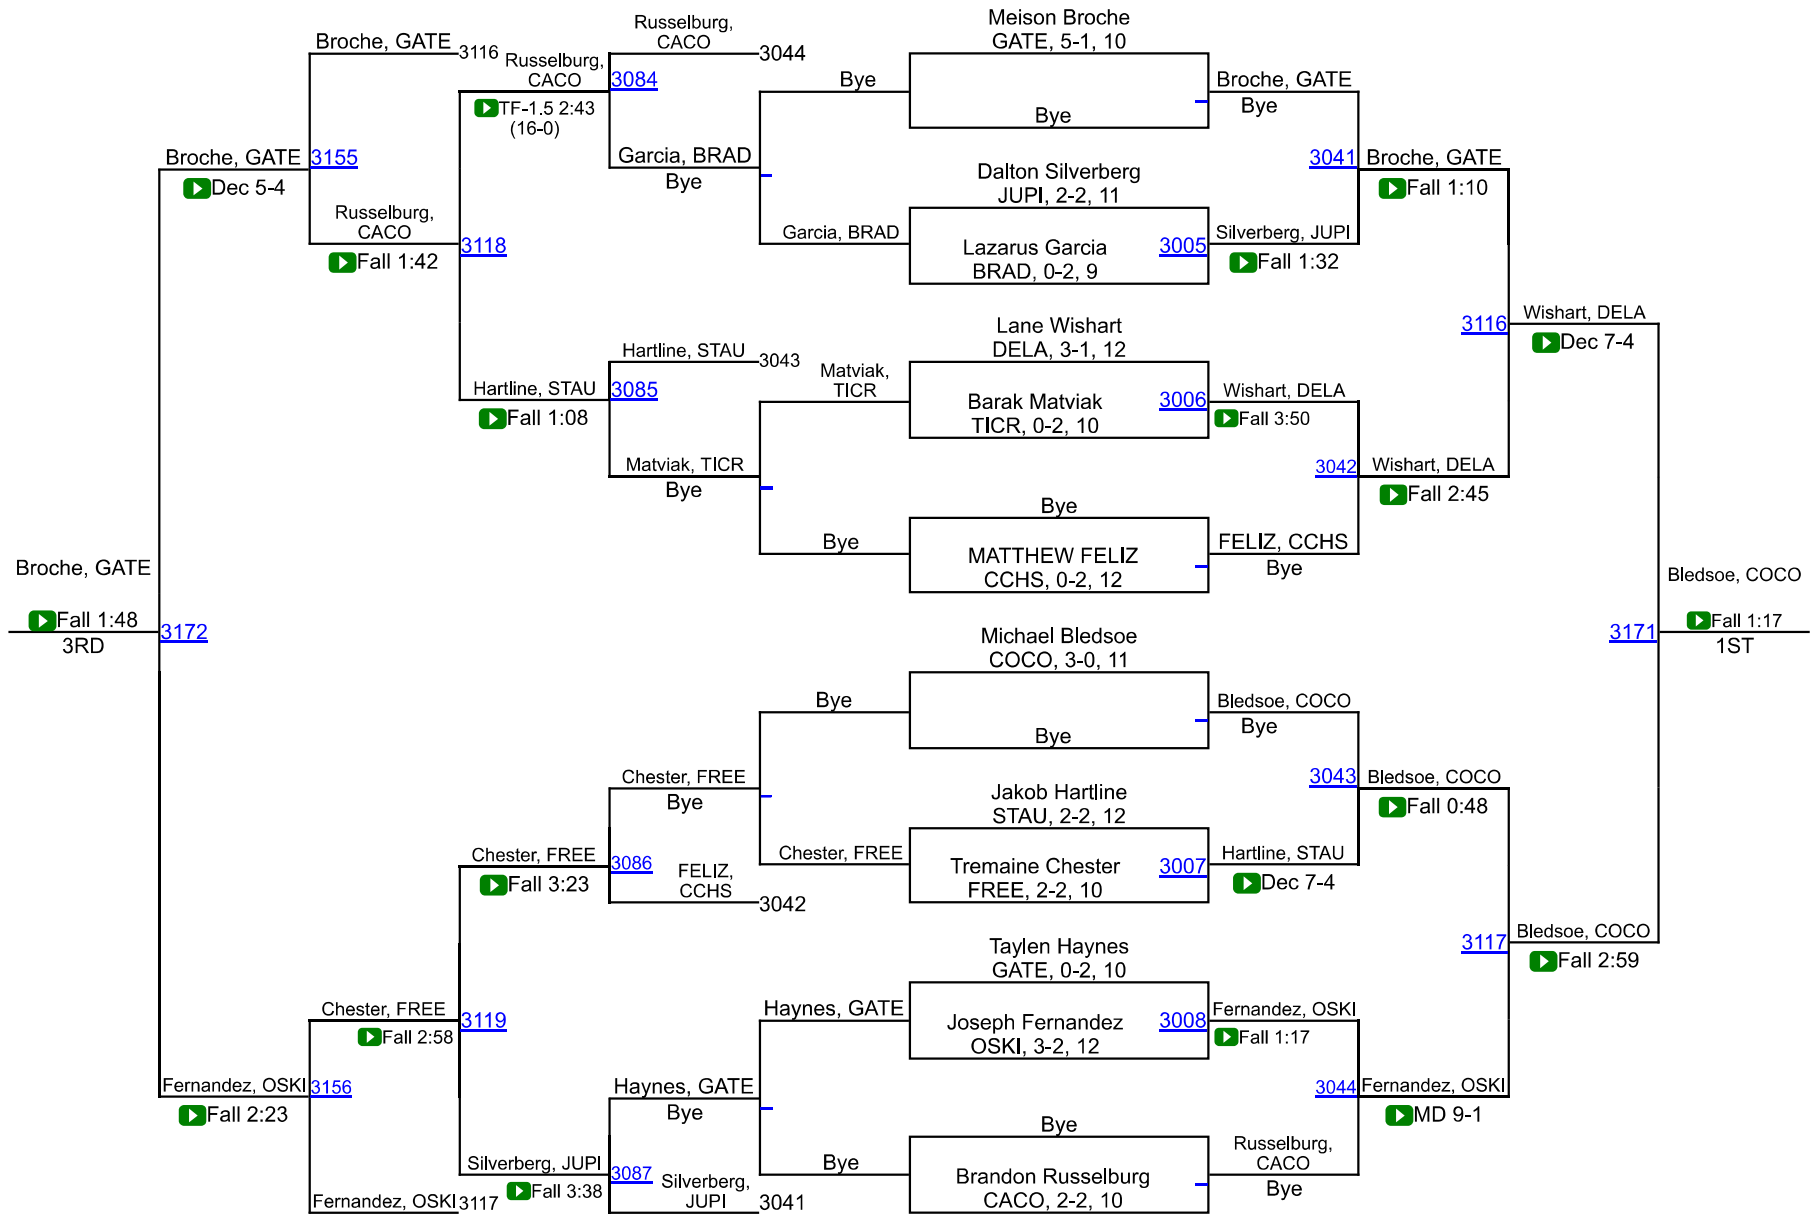 Meison Broche
GATE, 5-1, 10
Bye
Dalton Silverberg
JUPI, 2-2, 11
Lazarus Garcia
BRAD, 0-2, 9
3005
Lane Wishart
DELA, 3-1, 12
Barak Matviak
TICR, 0-2, 10
3006
Bye
MATTHEW FELIZ
CCHS, 0-2, 12
Michael Bledsoe
COCO, 3-0, 11
Bye
Jakob Hartline
STAU, 2-2, 12
Tremaine Chester
FREE, 2-2, 10
3007
Taylen Haynes
GATE, 0-2, 10
Joseph Fernandez
OSKI, 3-2, 12
3008
Bye
Brandon Russelburg
CACO, 2-2, 10
Broche, GATE
Bye
Silverberg, JUPI
Fall 1:32
Wishart, DELA
Fall 3:50
FELIZ, CCHS
Bye
Bledsoe, COCO
Bye
Hartline, STAU
Dec 7-4
Fernandez, OSKI
Fall 1:17
Russelburg,
CACO
Bye
3041
Broche, GATE
Fall 1:10
3042
Wishart, DELA
Fall 2:45
3043
Bledsoe, COCO
Fall 0:48
3044
Fernandez, OSKI
MD 9-1
3116
Wishart, DELA
Dec 7-4
3117
Bledsoe, COCO
Fall 2:59
3171
Bledsoe, COCO
Fall 1:17
1ST
Bye
Garcia, BRAD
Matviak,
TICR
Bye
Bye
Chester, FREE
Haynes, GATE
Bye
Russelburg,
CACO
3044
Garcia, BRAD
Bye
Hartline, STAU
3043
Matviak, TICR
Bye
Chester, FREE
Bye
FELIZ,
CCHS
3042
Haynes, GATE
Bye
Silverberg,
JUPI
3041
3084
Russelburg,
CACO
TF-1.5 2:43
(16-0)
3085
Hartline, STAU
Fall 1:08
3086
Chester, FREE
Fall 3:23
3087
Silverberg, JUPI
Fall 3:38
Broche, GATE
3116
3118
Russelburg,
CACO
Fall 1:42
3119
Chester, FREE
Fall 2:58
Fernandez, OSKI
3117
3155
Broche, GATE
Dec 5-4
3156
Fernandez, OSKI
Fall 2:23
3172
Broche, GATE
Fall 1:48
3RD